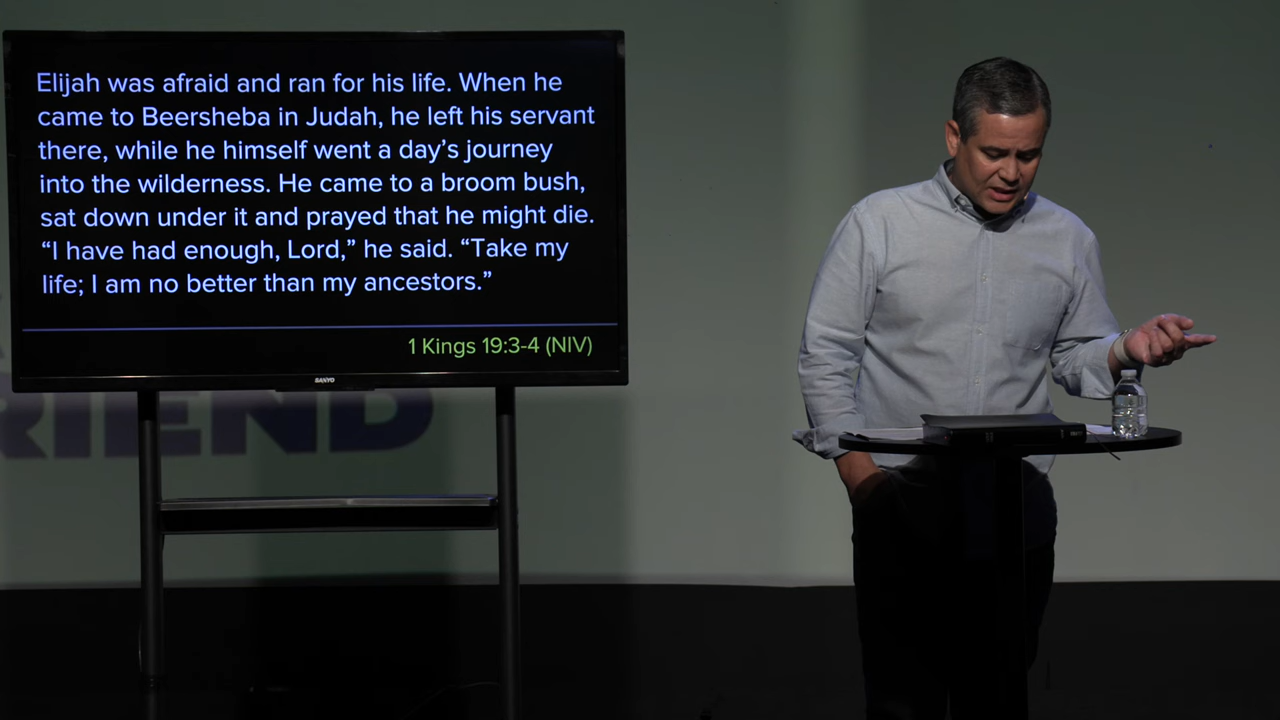 Elijah was afraid and ran for his life. When he
came to Beersheba in Judah, he left his servant
there, while he himself went a day’s journey
into the wilderness. He came to a broom bush,
sat down under it and prayed that he might die.
“I have had enough, Lord,” he said. “Take my
life; I am no better than my ancestors.”
1 Kings 19:3-4 (NIV)
SANYO
RIEND